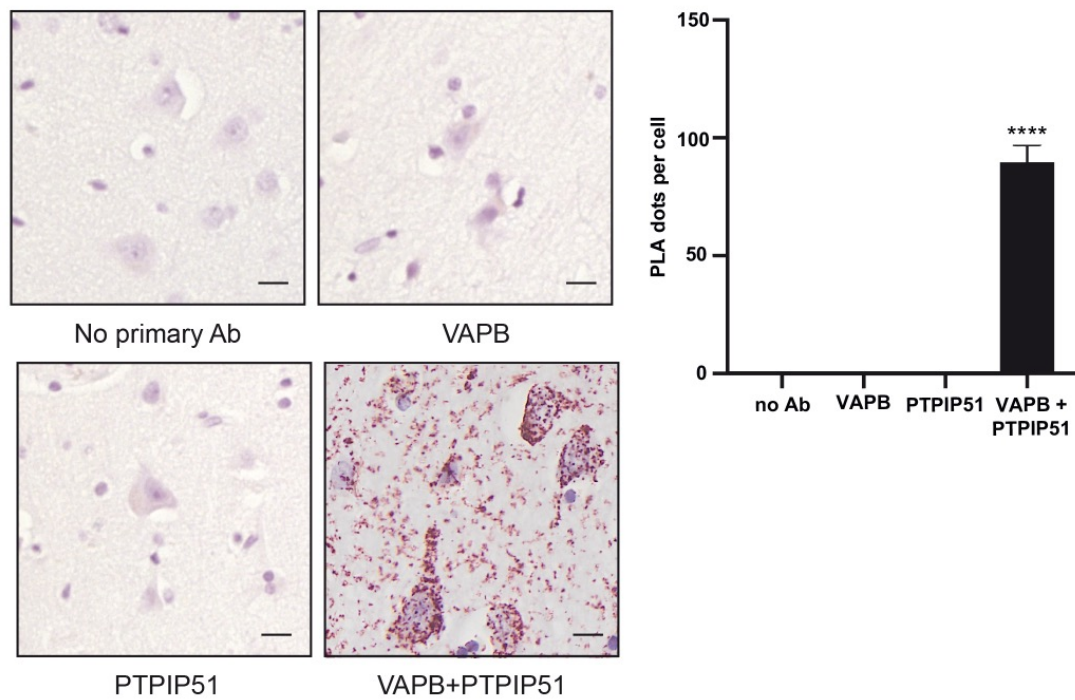 No primary Ab
VAPB
PTPIP51
VAPB+PTPIP51
150
100
50
0
PLA dots per cell
****
no Ab
VAPB
PTPIP51
VAPB +
PTPIP51